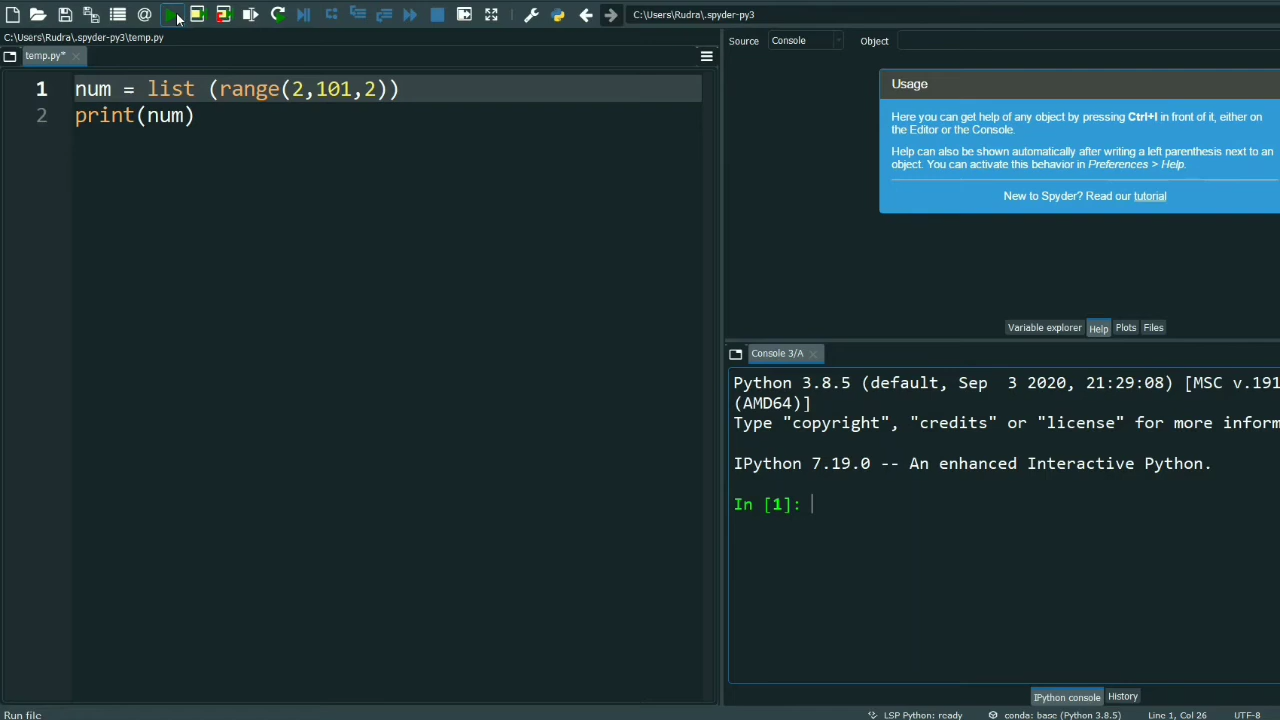 C:\Users\Rudra\.spyder-py3
C:\Users\Rudra\.spyder-py3\temp.py
temp.py*
1 num = list (range(2,101,2))
2 print(num)
Source Console Object
Usage
Here you can get help of any object by pressing Ctrl+I in front of it, either on
the Editor or the Console.
Help can also be shown automatically after writing a left parenthesis next to an
object. You can activate this behavior in Preferences > Help.
New to Spyder? Read our tutorial
Variable explorer Help Plots Files
Console 3/A
Python 3.8.5 (default, Sep  3 2020, 21:29:08) [MSC v.191
(AMD64)]
Type "copyright", "credits" or "license" for more inform
IPython 7.19.0 -- An enhanced Interactive Python.
In [1]:
IPython console History
Run file LSP Python: ready conda: base (Python 3.8.5) Line 1, Col 26 UTF-8